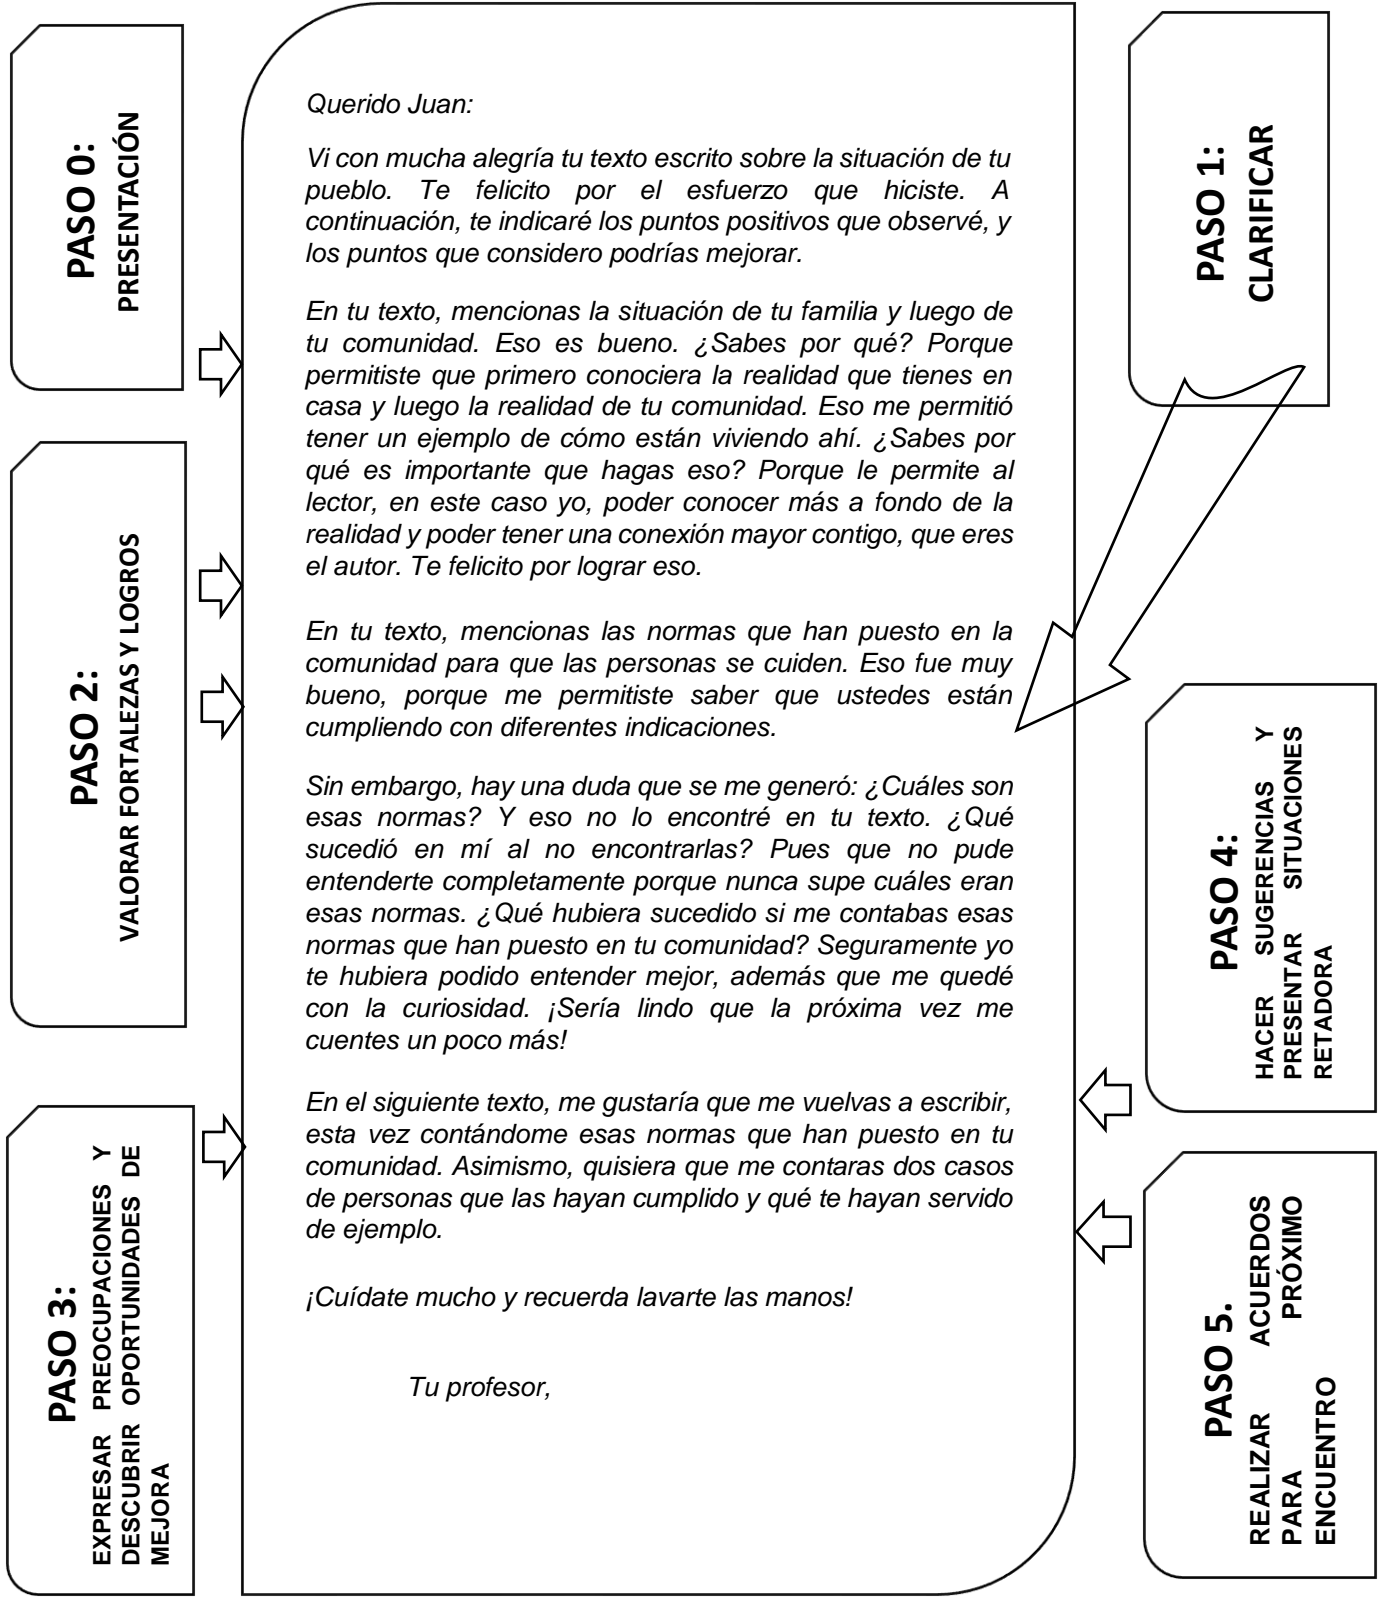 PASO 0:
PRESENTACIÓN
PASO 2:
VALORAR FORTALEZAS Y LOGROS
PASO 3:
EXPRESAR PREOCUPACIONES Y
DESCUBRIR OPORTUNIDADES DE
MEJORA
Querido Juan:
Vi con mucha alegría tu texto escrito sobre la situación de tu
pueblo. Te felicito por el esfuerzo que hiciste. A
continuación, te indicaré los puntos positivos que observé, y
los puntos que considero podrías mejorar.
En tu texto, mencionas la situación de tu familia y luego de
tu comunidad. Eso es bueno. ¿Sabes por qué? Porque
permitiste que primero conociera la realidad que tienes en
casa y luego la realidad de tu comunidad. Eso me permitió
tener un ejemplo de cómo están viviendo ahí. ¿Sabes por
qué es importante que hagas eso? Porque le permite al
lector, en este caso yo, poder conocer más a fondo de la
realidad y poder tener una conexión mayor contigo, que eres
el autor. Te felicito por lograr eso.
En tu texto, mencionas las normas que han puesto en la
comunidad para que las personas se cuiden. Eso fue muy
bueno, porque me permitiste saber que ustedes están
cumpliendo con diferentes indicaciones.
Sin embargo, hay una duda que se me generó: ¿Cuáles son
esas normas? Y eso no lo encontré en tu texto. ¿Qué
sucedió en mí al no encontrarlas? Pues que no pude
entenderte completamente porque nunca supe cuáles eran
esas normas. ¿Qué hubiera sucedido si me contabas esas
normas que han puesto en tu comunidad? Seguramente yo
te hubiera podido entender mejor, además que me quedé
con la curiosidad. ¡Sería lindo que la próxima vez me
cuentes un poco más!
En el siguiente texto, me gustaría que me vuelvas a escribir,
esta vez contándome esas normas que han puesto en tu
comunidad. Asimismo, quisiera que me contaras dos casos
de personas que las hayan cumplido y qué te hayan servido
de ejemplo.
¡Cuídate mucho y recuerda lavarte las manos!
Tu profesor,
PASO 1:
CLARIFICAR
PASO 4:
HACER SUGERENCIAS Y
PRESENTAR SITUACIONES
RETADORA
PASO 5.
REALIZAR ACUERDOS
PARA PRÓXIMO
ENCUENTRO